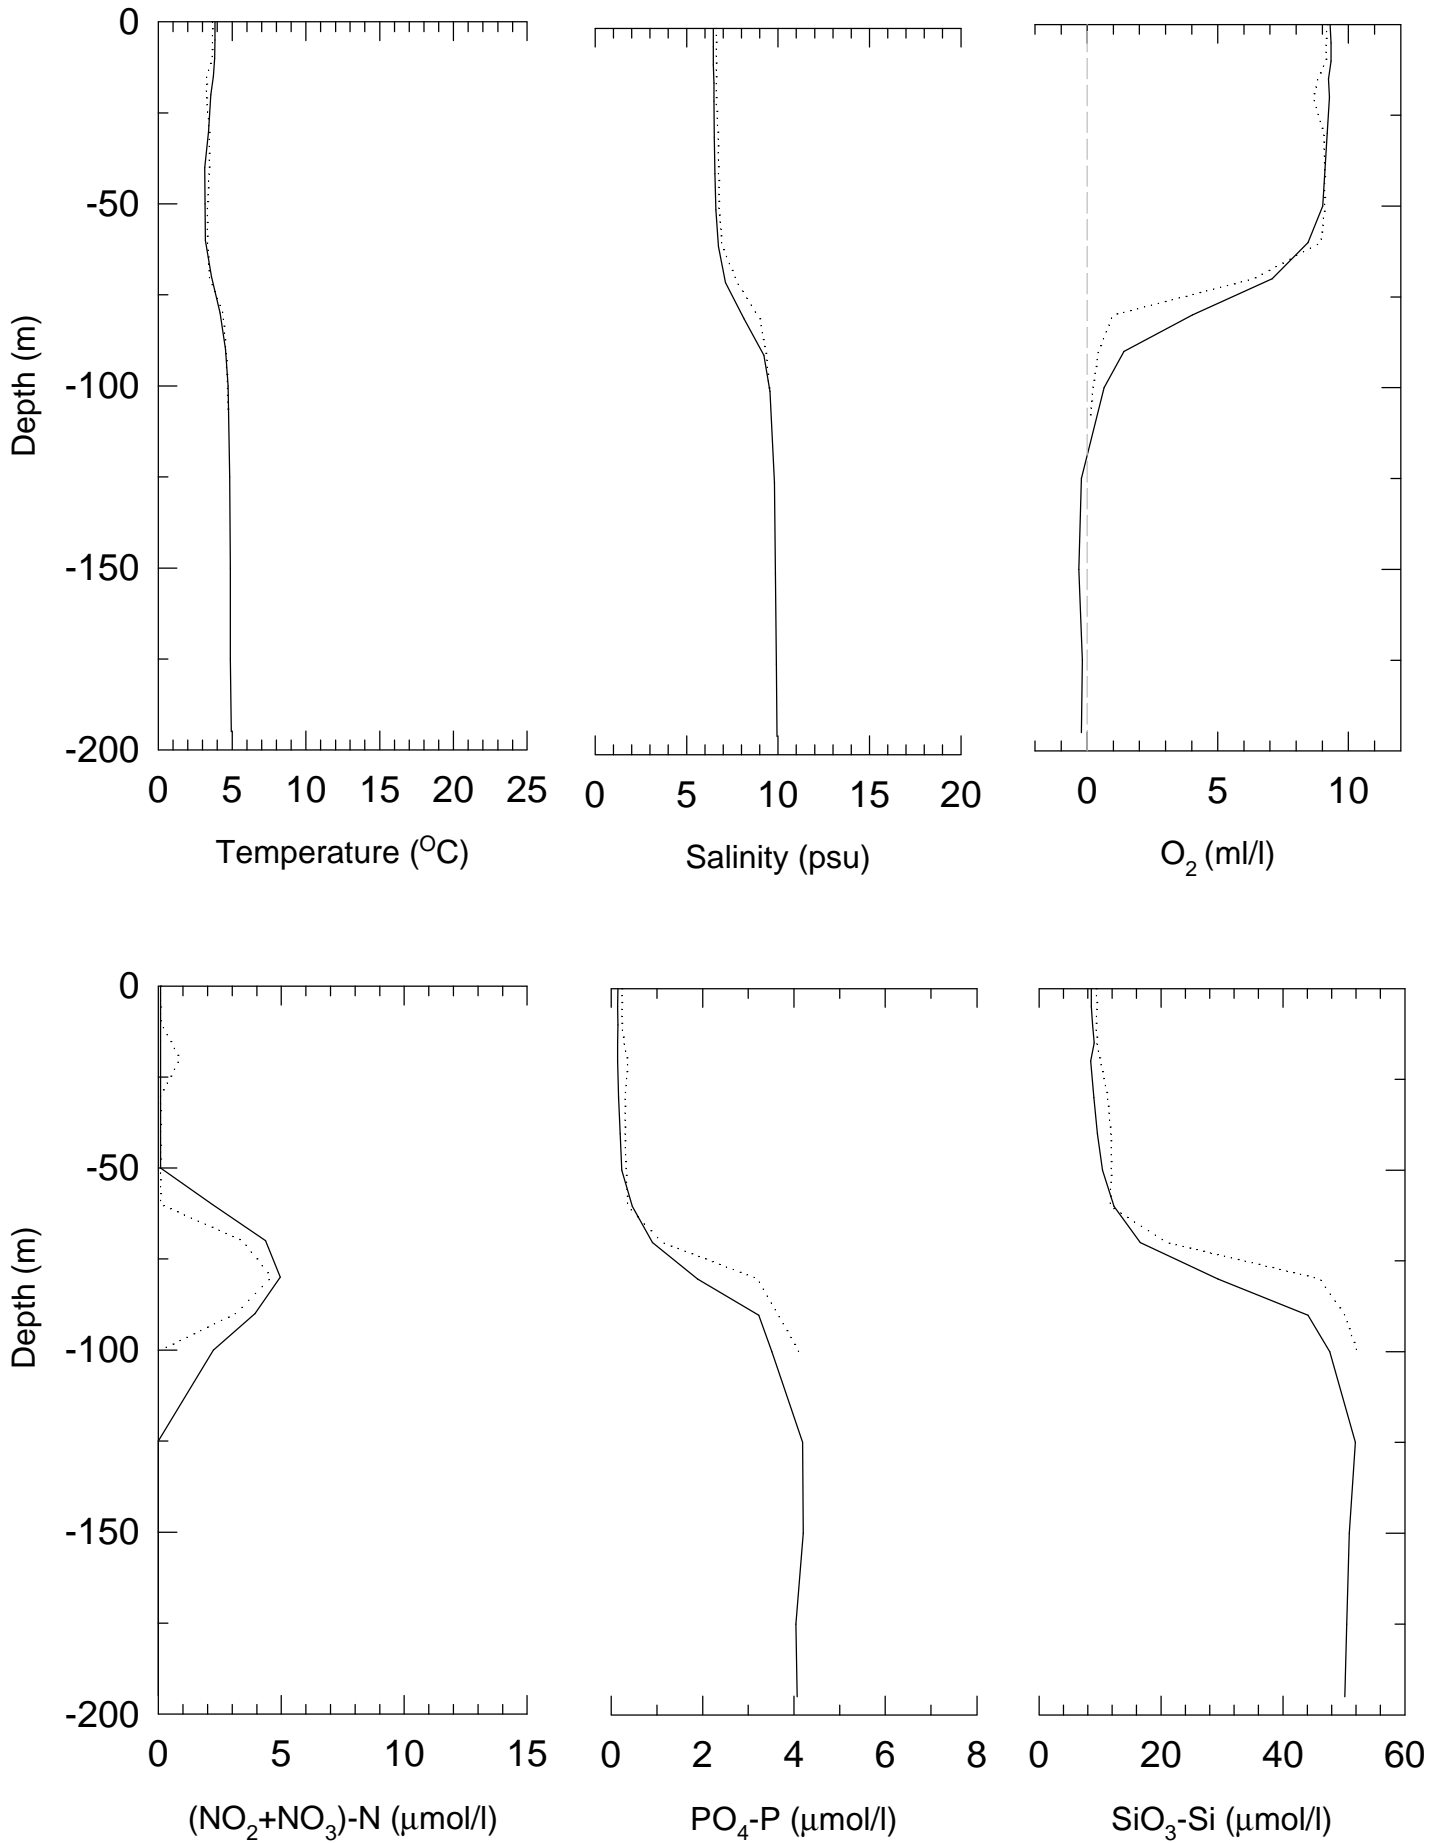 0
-50
-100
-150
-200
Depth (m)
0 5 10 15 20 25
Temperature (°C)
0 5 10 15 20
Salinity (psu)
0 5 10
O₂ (ml/l)
0
-50
-100
-150
-200
Depth (m)
0 5 10 15
(NO₂+NO₃)-N (μmol/l)
0 2 4 6 8
PO₄-P (μmol/l)
0 20 40 60
SiO₃-Si (μmol/l)